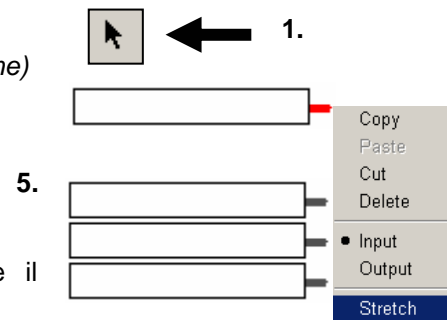 1.
ne)
Copy
Paste
Cut
5.
Delete
Input
e il
Output
Stretch